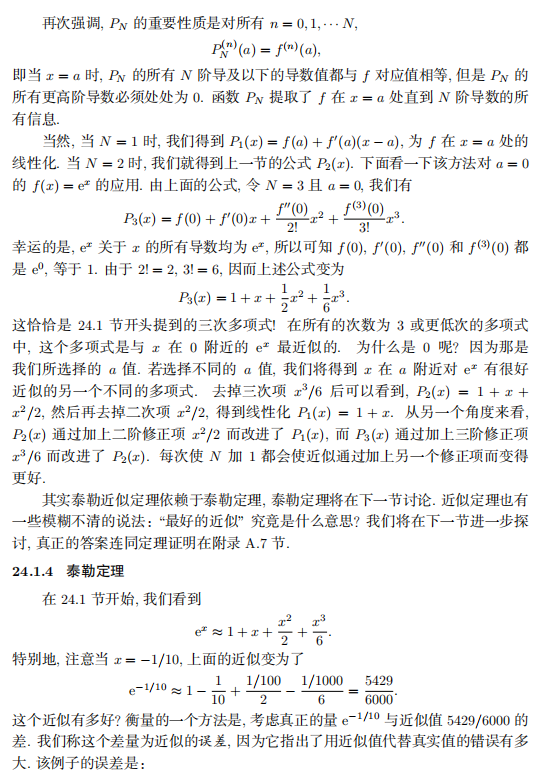 再次强调, P_N 的重要性质是对所有 n = 0, 1, ··· N,
P_N^{(n)}(a) = f^{(n)}(a),
即当 x = a 时, P_N 的所有 N 阶导及以下的导数值都与 f 对应值相等, 但是 P_N 的
所有更高阶导数必须处处为 0. 函数 P_N 提取了 f 在 x = a 处直到 N 阶导数的所
有信息.
当然, 当 N = 1 时, 我们得到 P_1(x) = f(a) + f′(a)(x − a), 为 f 在 x = a 处的
线性化. 当 N = 2 时, 我们就得到上一节的公式 P_2(x). 下面看一下该方法对 a = 0
的 f(x) = e^x 的应用. 由上面的公式, 令 N = 3 且 a = 0, 我们有
P_3(x) = f(0) + f′(0)x + \frac{f″(0)}{2!}x^2 + \frac{f^{(3)}(0)}{3!}x^3.
幸运的是, e^x 关于 x 的所有导数均为 e^x, 所以可知 f(0), f′(0), f″(0) 和 f^{(3)}(0) 都
是 e^0, 等于 1. 由于 2! = 2, 3! = 6, 因而上述公式变为
P_3(x) = 1 + x + \frac{1}{2}x^2 + \frac{1}{6}x^3.
这恰恰是 24.1 节开头提到的三次多项式! 在所有的次数为 3 或更低次的多项式
中, 这个多项式是与 x 在 0 附近的 e^x 最近似的. 为什么是 0 呢? 因为那是
我们所选择的 a 值. 若选择不同的 a 值, 我们将得到 x 在 a 附近对 e^x 有很好
近似的另一个不同的多项式. 去掉三次项 x^3/6 后可以看到, P_2(x) = 1 + x +
x^2/2, 然后再去掉二次项 x^2/2, 得到线性化 P_1(x) = 1 + x. 从另一个角度来看,
P_2(x) 通过加上二阶修正项 x^2/2 而改进了 P_1(x), 而 P_3(x) 通过加上三阶修正项
x^3/6 而改进了 P_2(x). 每次使 N 加 1 都会使近似通过加上另一个修正项而变得
更好.
其实泰勒近似定理依赖于泰勒定理, 泰勒定理将在下一节讨论. 近似定理也有
一些模糊不清的说法: “最好的近似” 究竟是什么意思? 我们将在下一节进一步探
讨, 真正的答案连同定理证明在附录 A.7 节.
24.1.4 泰勒定理
在 24.1 节开始, 我们看到
e^x ≈ 1 + x + \frac{x^2}{2} + \frac{x^3}{6}.
特别地, 注意当 x = −1/10, 上面的近似变为了
e^{−1/10} ≈ 1 − \frac{1}{10} + \frac{1/100}{2} − \frac{1/1000}{6} = \frac{5429}{6000}.
这个近似有多好? 衡量的一个方法是, 考虑真正的量 e^{−1/10} 与近似值 5429/6000 的
差. 我们称这个差量为近似的误差, 因为它指出了用近似值代替真实值的错误有多
大. 该例子的误差是: